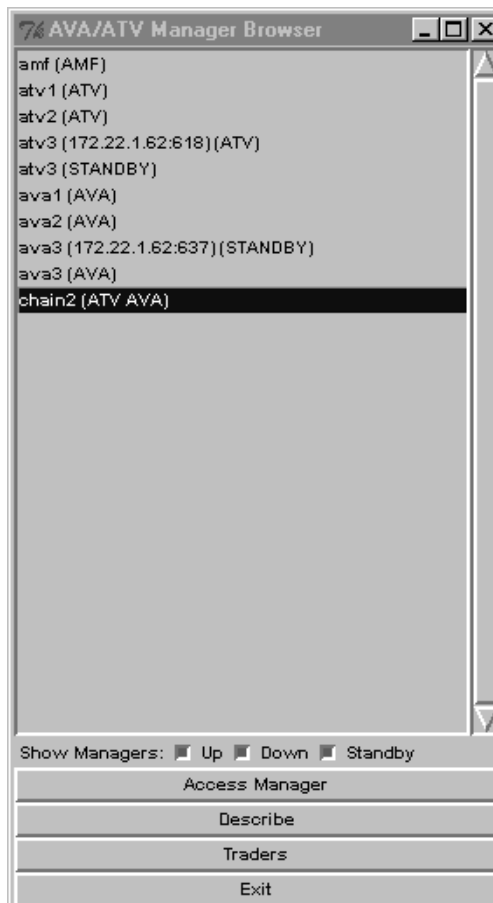 AVA/ATV Manager Browser
amf (AMF)
atv1 (ATV)
atv2 (ATV)
atv3 (172.22.1.62:618)(ATV)
atv3 (STANDBY)
ava1 (AVA)
ava2 (AVA)
ava3 (172.22.1.62:637)(STANDBY)
ava3 (AVA)
chain2 (ATV AVA)
Show Managers: Up Down Standby
Access Manager
Describe
Traders
Exit